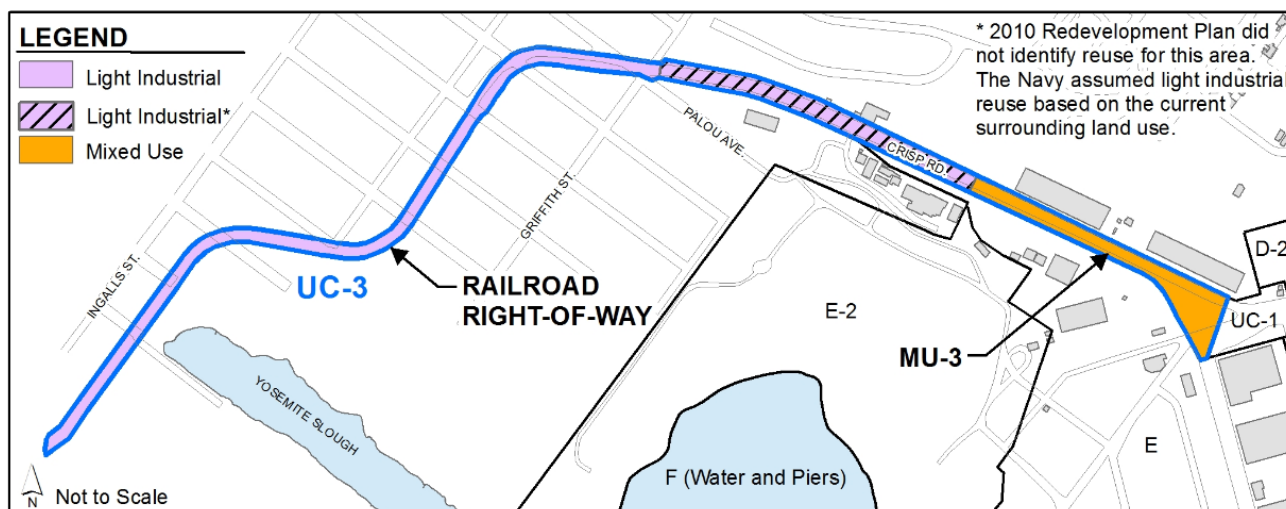 LEGEND
Light Industrial
Light Industrial*
Mixed Use
* 2010 Redevelopment Plan did
not identify reuse for this area.
The Navy assumed light industrial
reuse based on the current
surrounding land use.
PALOU AVE.
CRISP RD.
GRIFFITH ST.
INGALLS ST.
UC-3
RAILROAD
RIGHT-OF-WAY
E-2
MU-3
D-2
UC-1
YOSEMITE SLOUGH
F (Water and Piers)
E
N
Not to Scale